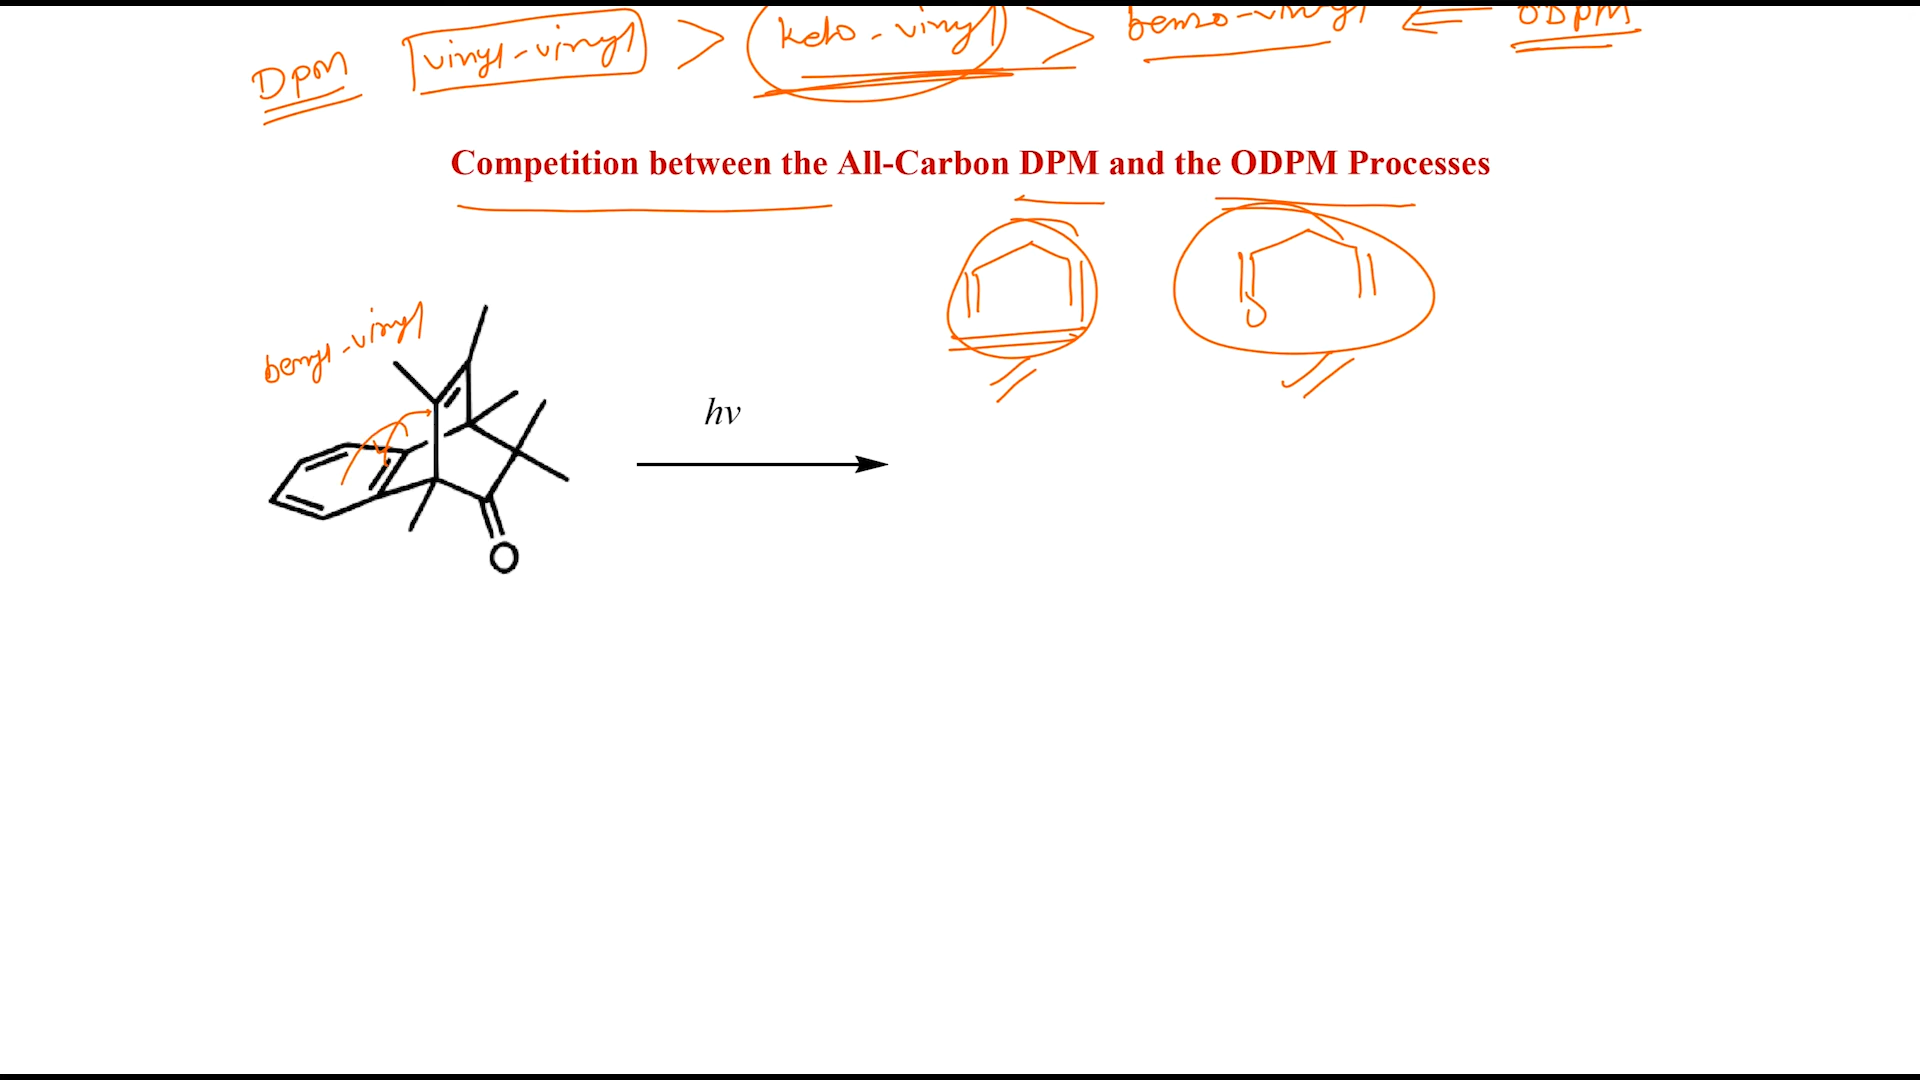 DPM vinyl-vinyl > keto-vinyl > benzo-vinyl ODPM
Competition between the All-Carbon DPM and the ODPM Processes
O
-vinyl
hν
O